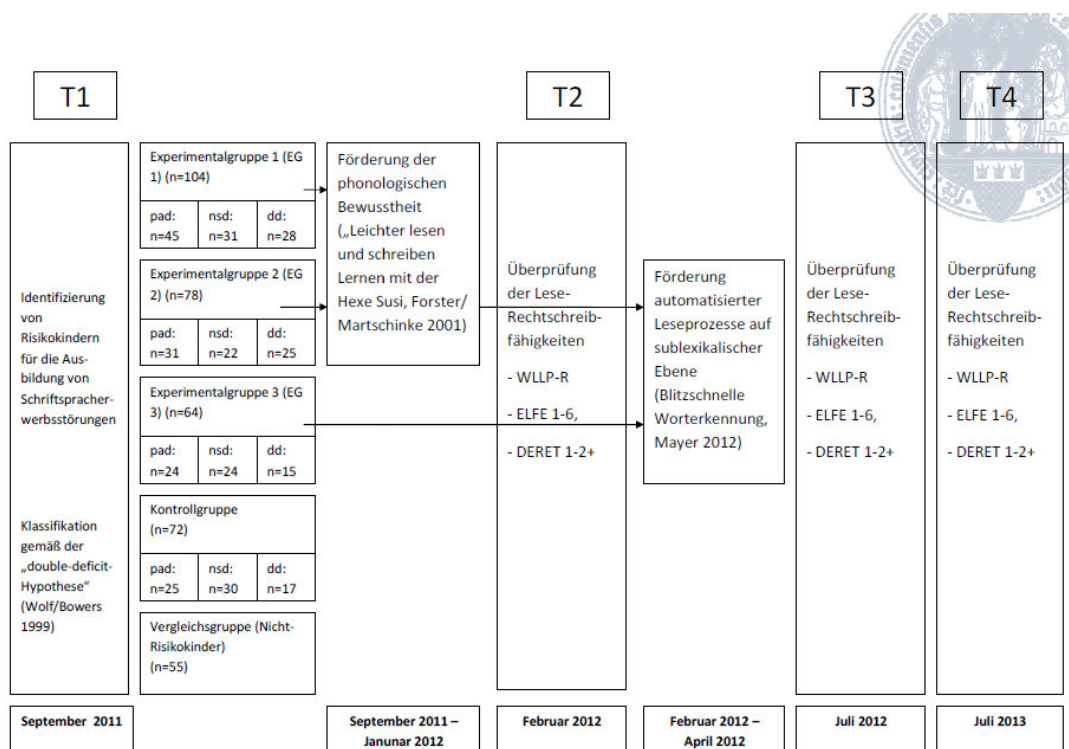 T1
T2
T3
T4
Identifizierung
von
Risikokindern
für die Aus-
bildung von
Schriftspracher-
werbsstörungen
Klassifikation
gemäß der
„double-deficit-
Hypothese“
(Wolf/Bowers
1999)
Experimentalgruppe 1 (EG
1) (n=104)
pad:
n=45
nsd:
n=31
dd:
n=28
Experimentalgruppe 2 (EG
2) (n=78)
pad:
n=31
nsd:
n=22
dd:
n=25
Experimentalgruppe 3 (EG
3) (n=64)
pad:
n=24
nsd:
n=24
dd:
n=15
Kontrollgruppe
(n=72)
pad:
n=25
nsd:
n=30
dd:
n=17
Vergleichsgruppe (Nicht-
Risikokinder)
(n=55)
Förderung der
phonologischen
Bewusstheit
(„Leichter lesen
und schreiben
Lernen mit der
Hexe Susi, Forster/
Martschinke 2001)
Überprüfung
der Lese-
Rechtschreib-
fähigkeiten
- WLLP-R
- ELFE 1-6,
- DERET 1-2+
Förderung
automatisierter
Leseprozesse auf
sublexikalischer
Ebene
(Blitzschnelle
Worterkennung,
Mayer 2012)
Überprüfung
der Lese-
Rechtschreib-
fähigkeiten
- WLLP-R
- ELFE 1-6,
- DERET 1-2+
Überprüfung
der Lese-
Rechtschreib-
fähigkeiten
- WLLP-R
- ELFE 1-6,
- DERET 1-2+
September 2011
September 2011 –
Janunar 2012
Februar 2012
Februar 2012 –
April 2012
Juli 2012
Juli 2013